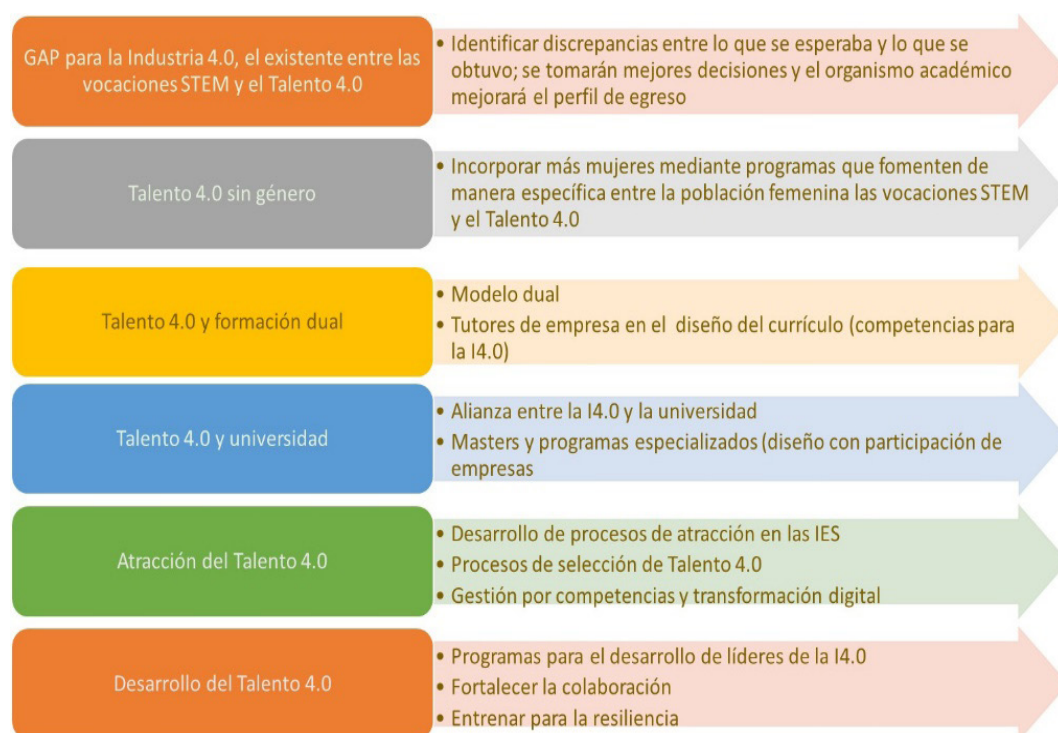 GAP para la Industria 4.0, el existente entre las
vocaciones STEM y el Talento 4.0
• Identificar discrepancias entre lo que se esperaba y lo que se
obtuvo; se tomarán mejores decisiones y el organismo académico
mejorará el perfil de egreso
Talento 4.0 sin género
• Incorporar más mujeres mediante programas que fomenten de
manera específica entre la población femenina las vocaciones STEM
y el Talento 4.0
Talento 4.0 y formación dual
• Modelo dual
• Tutores de empresa en el diseño del currículo (competencias para
la I4.0)
Talento 4.0 y universidad
• Alianza entre la I4.0 y la universidad
• Masters y programas especializados (diseño con participación de
empresas
Atracción del Talento 4.0
• Desarrollo de procesos de atracción en las IES
• Procesos de selección de Talento 4.0
• Gestión por competencias y transformación digital
Desarrollo del Talento 4.0
• Programas para el desarrollo de líderes de la I4.0
• Fortalecer la colaboración
• Entrenar para la resiliencia